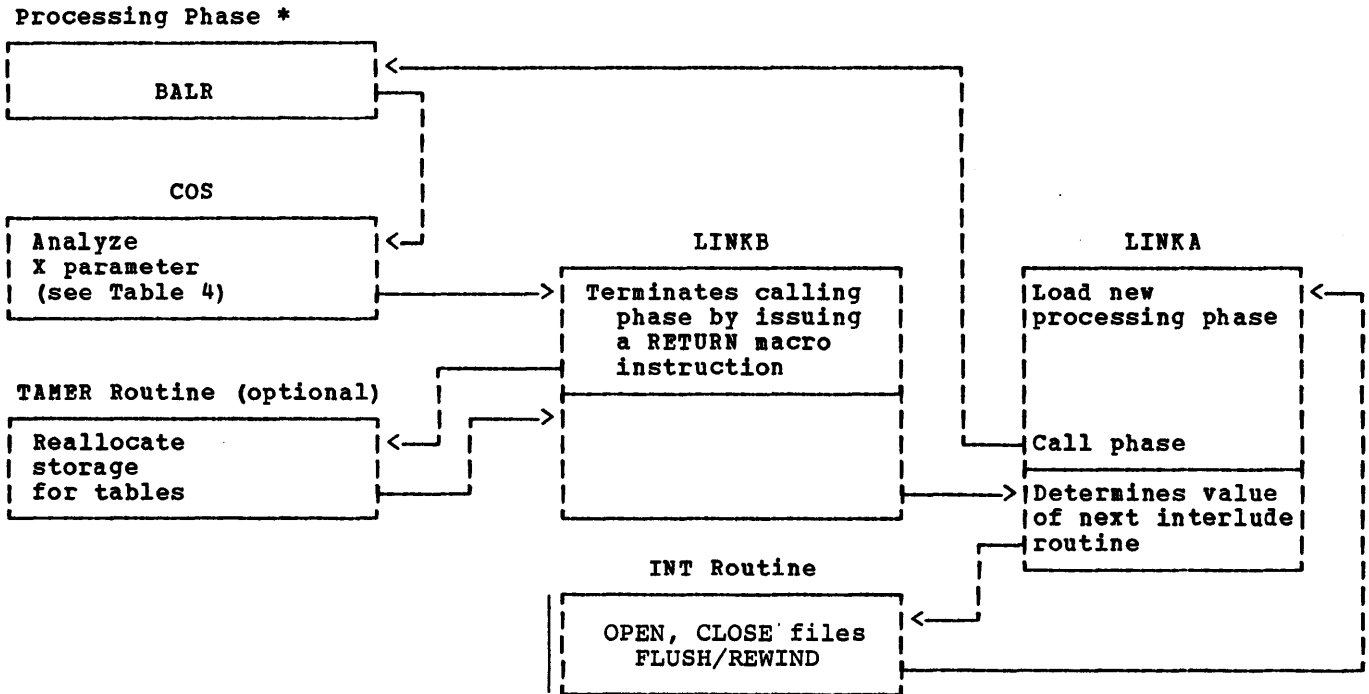 Processing Phase *
BALR
COS
Analyze
X parameter
(see Table 4)
LINKB
Terminates calling
phase by issuing
a RETURN macro
instruction
LINKA
Load new
processing phase
Call phase
Determines value
of next interlude
routine
TAMER Routine (optional)
Reallocate
storage
for tables
INT Routine
OPEN, CLOSE files
FLUSH/REWIND